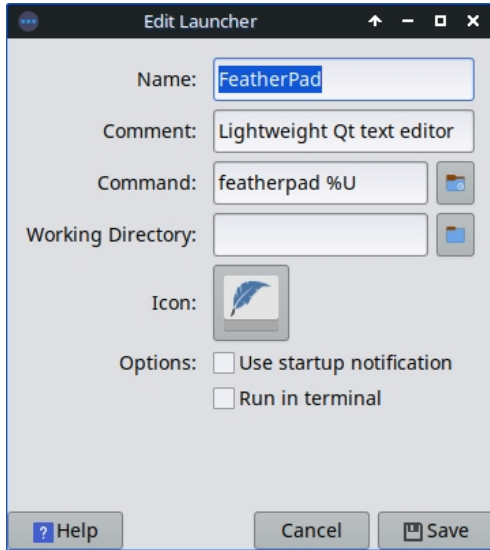 Edit Launcher
Name: FeatherPad
Comment: Lightweight Qt text editor
Command: featherpad %U
Working Directory:
Icon:
Options: Use startup notification
Run in terminal
? Help Cancel Save